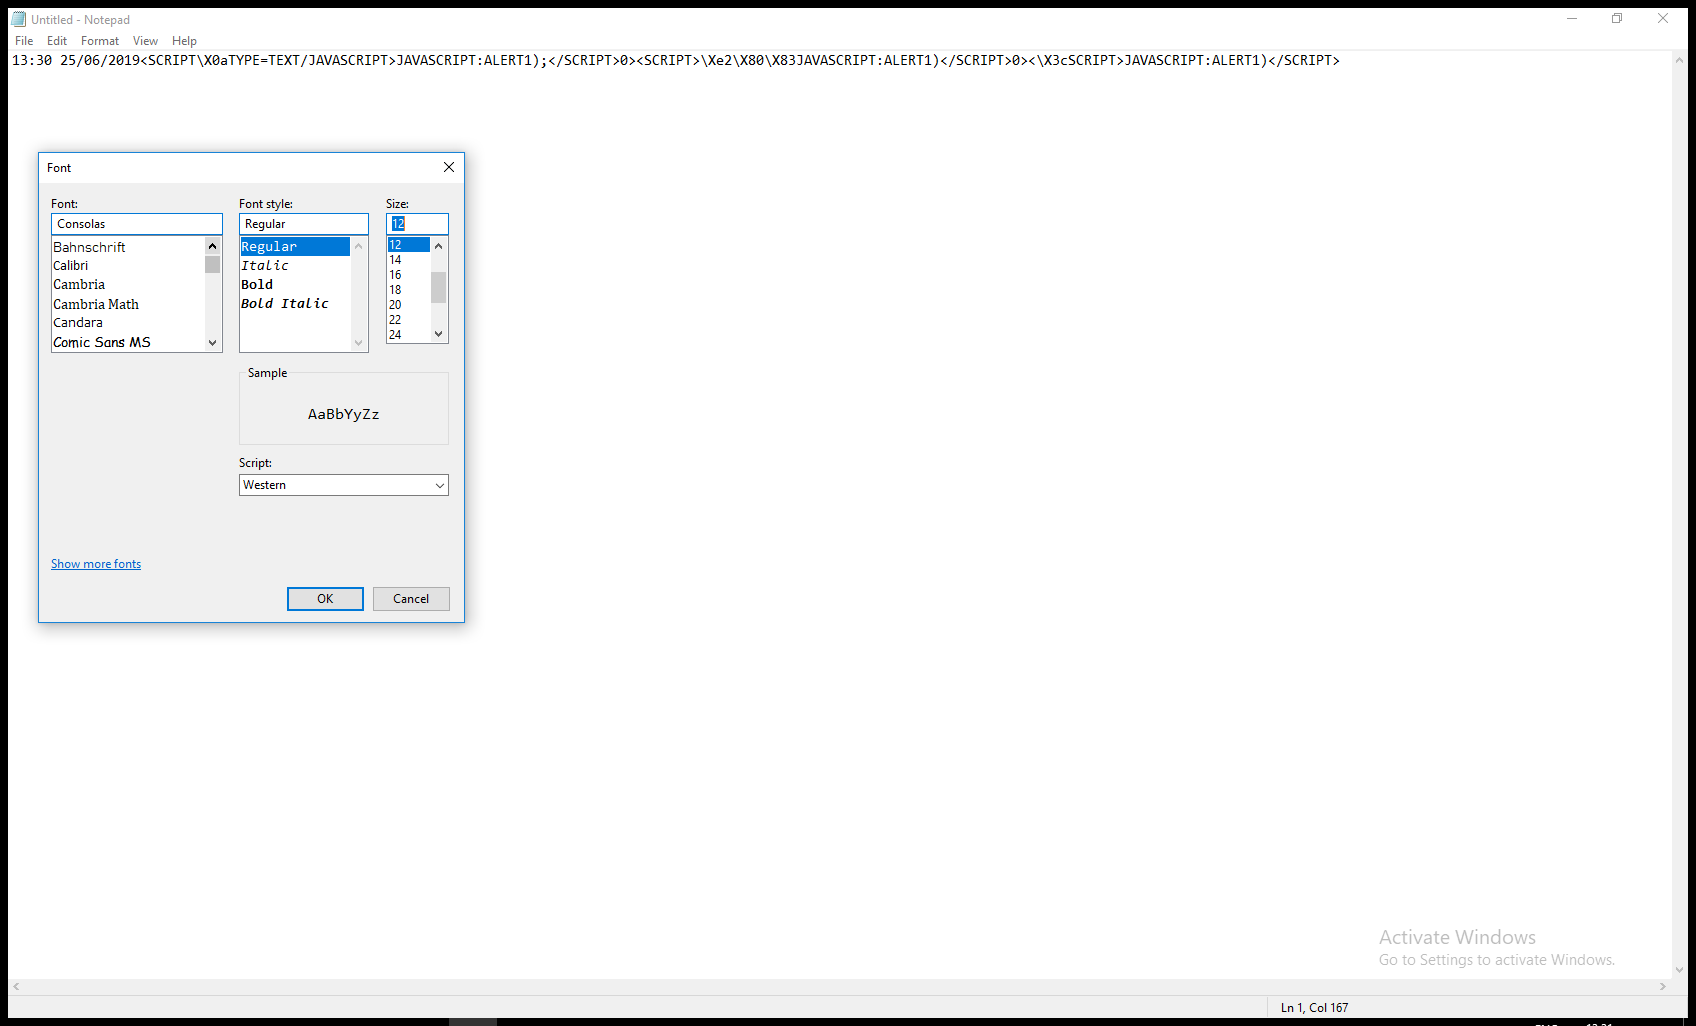 Untitled - Notepad
File Edit Format View Help
13:30 25/06/2019<SCRIPT\X0aTYPE=TEXT/JAVASCRIPT>JAVASCRIPT:ALERT1);</SCRIPT>0><SCRIPT>\Xe2\X80\X83JAVASCRIPT:ALERT1)</SCRIPT>0><\X3cSCRIPT>JAVASCRIPT:ALERT1)</SCRIPT>
Font
Font: Font style: Size:
Consolas Regular 12
Bahnschrift Regular 12
Calibri Italic 14
Cambria Bold 16
Cambria Math Bold Italic 18
Candara 20
Comic Sans MS 22
24
Sample
AaBbYyZz
Script:
Western
Show more fonts
OK Cancel
Activate Windows
Go to Settings to activate Windows.
Ln 1, Col 167